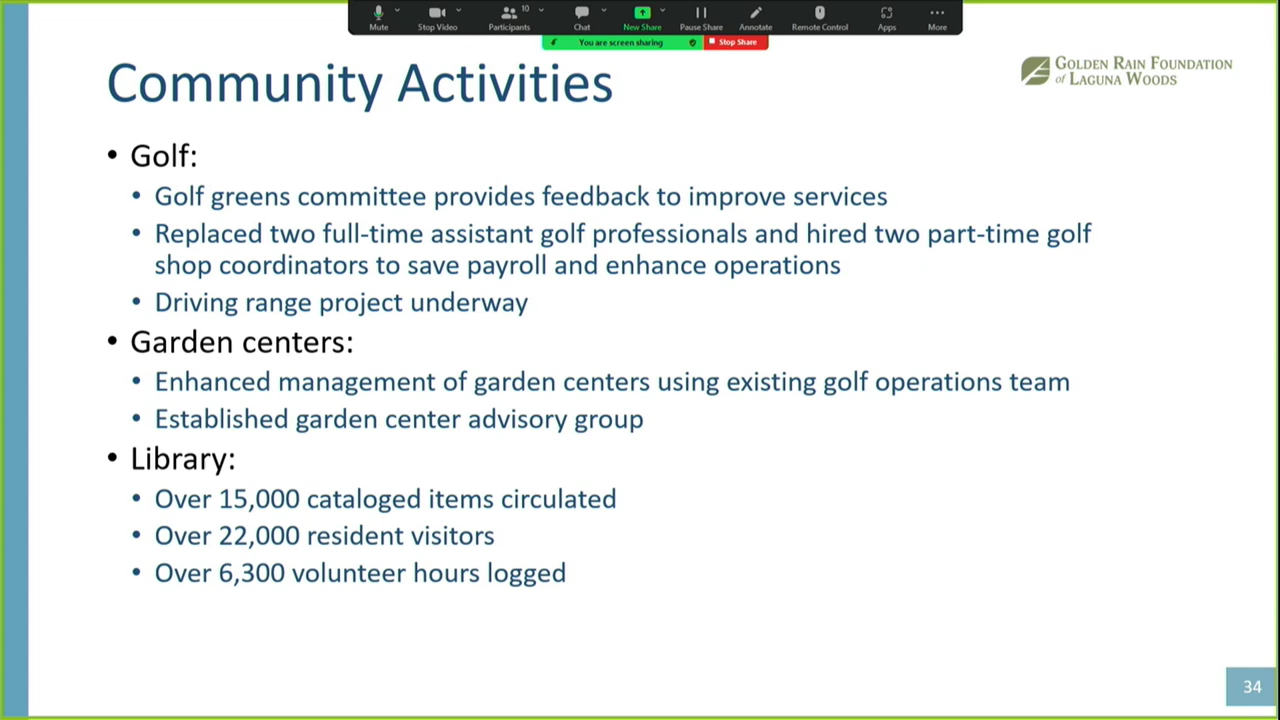 Mute
Stop Video
Participants
10
Chat
New Share
Pause Share
Annotate
Remote Control
Apps
More
You are screen sharing
Stop Share
Community Activities
GOLDEN RAIN FOUNDATION
of LAGUNA WOODS
• Golf:
• Golf greens committee provides feedback to improve services
• Replaced two full-time assistant golf professionals and hired two part-time golf
shop coordinators to save payroll and enhance operations
• Driving range project underway
• Garden centers:
• Enhanced management of garden centers using existing golf operations team
• Established garden center advisory group
• Library:
• Over 15,000 cataloged items circulated
• Over 22,000 resident visitors
• Over 6,300 volunteer hours logged
34